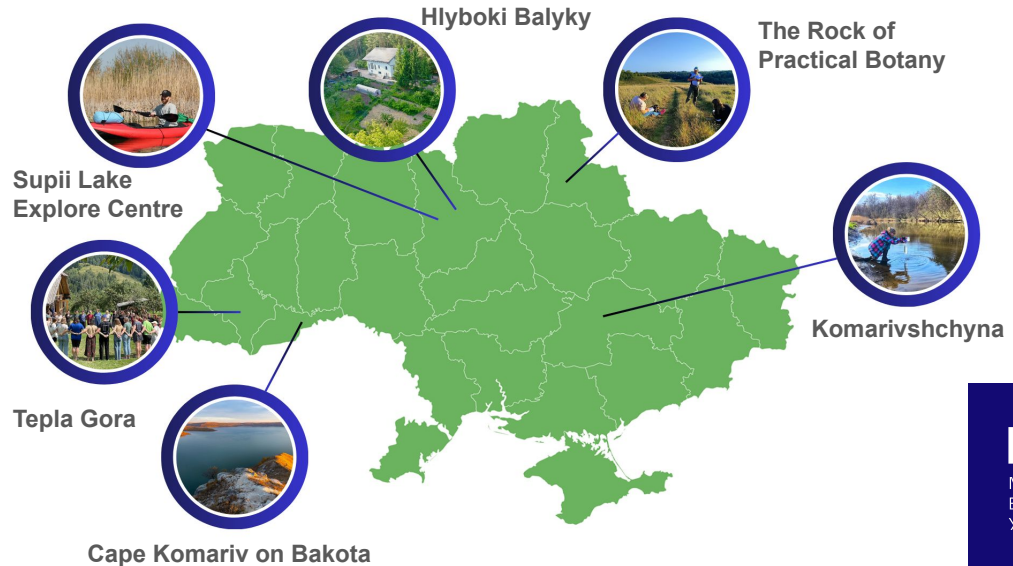 Hlyboki Balyky
The Rock of
Practical Botany
Supii Lake
Explore Centre
Komarivshchyna
Tepla Gora
Cape Komariv on Bakota